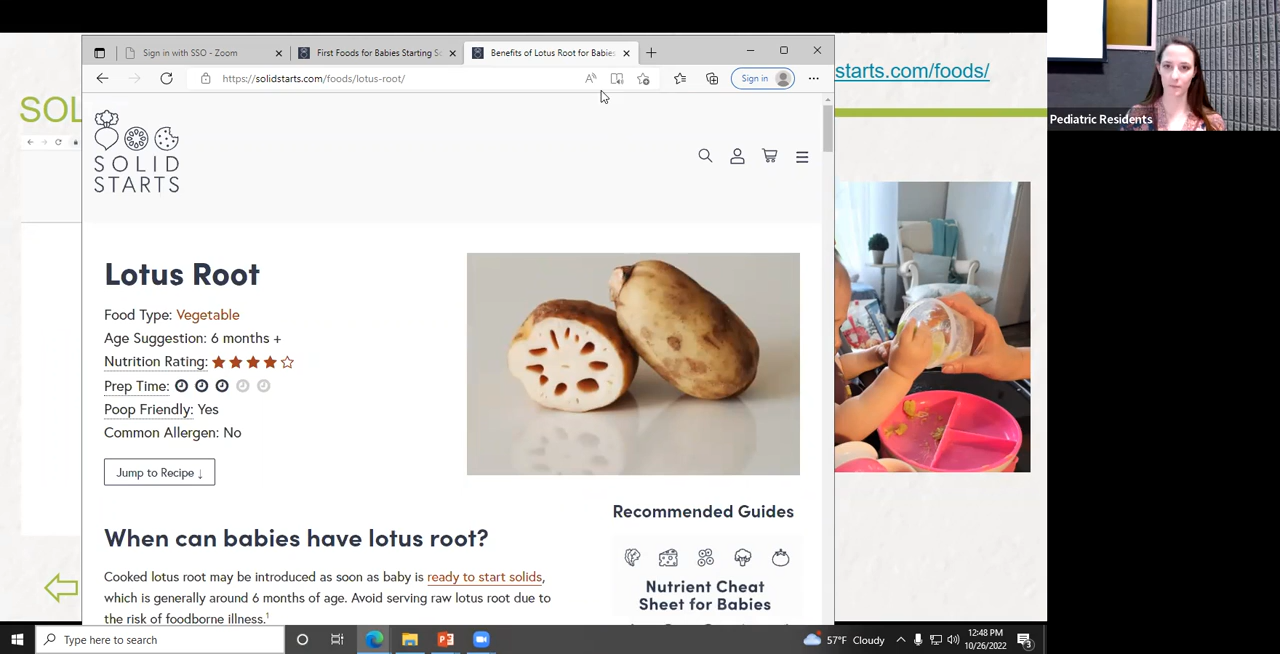 Sign in with SSO - Zoom
First Foods for Babies Starting So
Benefits of Lotus Root for Babies
https://solidstarts.com/foods/lotus-root/
Sign in
starts.com/foods/
SOL
Pediatric Residents
SOLID
STARTS
Lotus Root
Food Type: Vegetable
Age Suggestion: 6 months +
Nutrition Rating:
Prep Time:
Poop Friendly: Yes
Common Allergen: No
Jump to Recipe ↓
Recommended Guides
Nutrient Cheat
Sheet for Babies
When can babies have lotus root?
Cooked lotus root may be introduced as soon as baby is ready to start solids,
which is generally around 6 months of age. Avoid serving raw lotus root due to
the risk of foodborne illness.1
Type here to search
57°F Cloudy
12:48 PM
10/26/2022
3